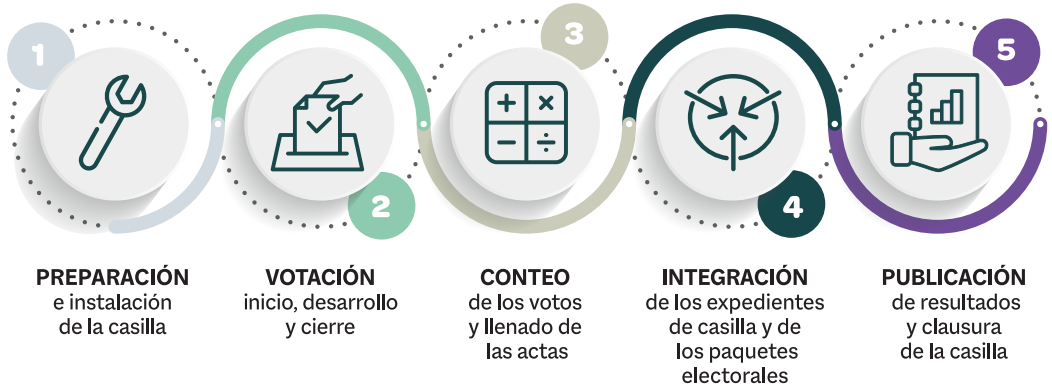 1
PREPARACIÓN
e instalación
de la casilla
2
VOTACIÓN
inicio, desarrollo
y cierre
3
CONTEO
de los votos
y llenado de
las actas
4
INTEGRACIÓN
de los expedientes
de casilla y de
los paquetes
electorales
5
PUBLICACIÓN
de resultados
y clausura
de la casilla